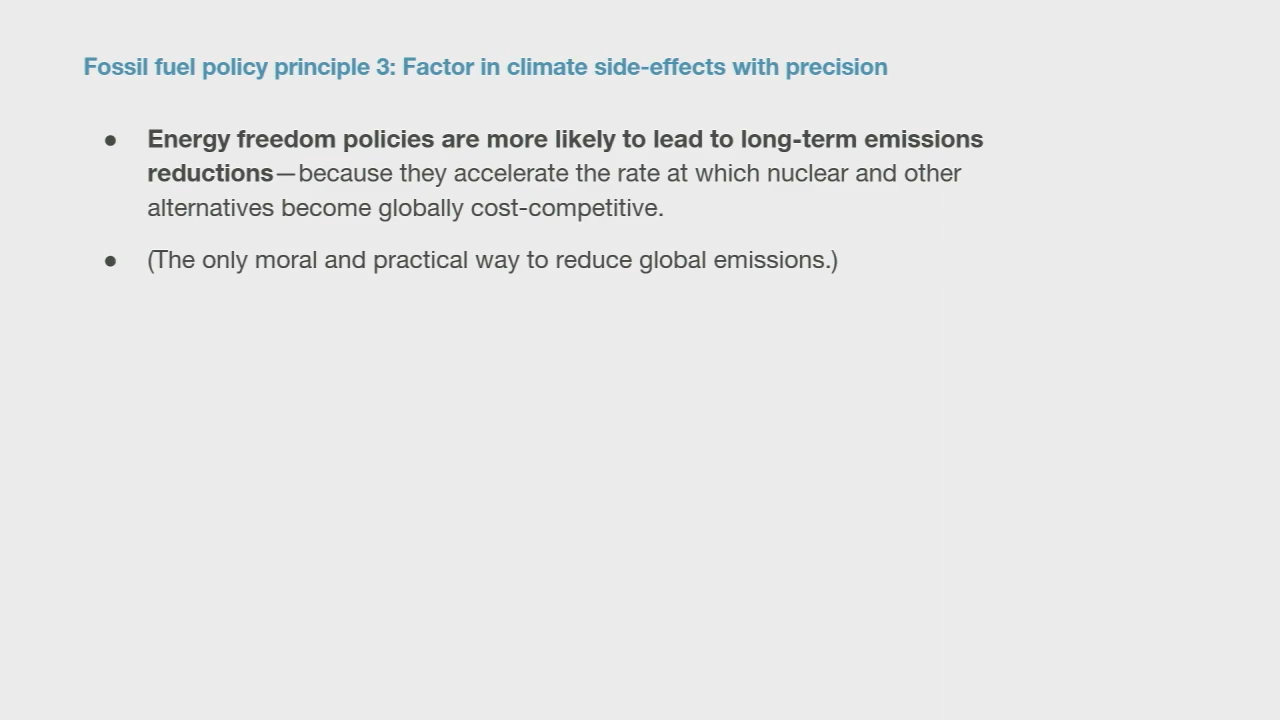 Fossil fuel policy principle 3: Factor in climate side-effects with precision
● Energy freedom policies are more likely to lead to long-term emissions
reductions—because they accelerate the rate at which nuclear and other
alternatives become globally cost-competitive.
● (The only moral and practical way to reduce global emissions.)